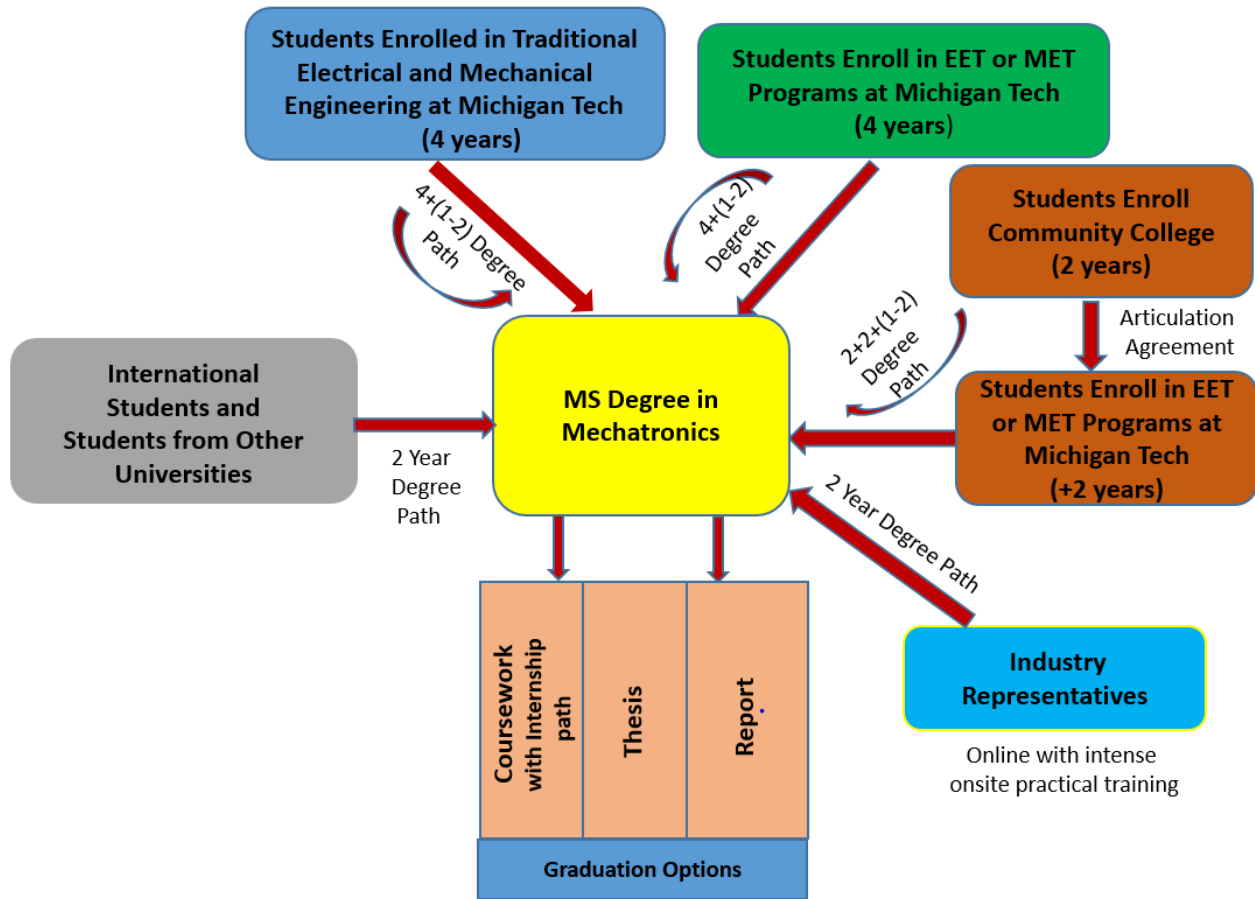 Students Enrolled in Traditional
Electrical and Mechanical
Engineering at Michigan Tech
(4 years)
Students Enroll in EET or MET
Programs at Michigan Tech
(4 years)
4+(1-2) Degree
Path
4+(1-2)
Degree
Path
Students Enroll
Community College
(2 years)
Articulation
Agreement
2+2+(1-2)
Degree
Path
International
Students and
Students from Other
Universities
2 Year
Degree
Path
MS Degree in
Mechatronics
Students Enroll in EET
or MET Programs at
Michigan Tech
(+2 years)
2 Year Degree Path
Industry
Representatives
Online with intense
onsite practical training
Coursework
with Internship
path
Thesis
Report
Graduation Options